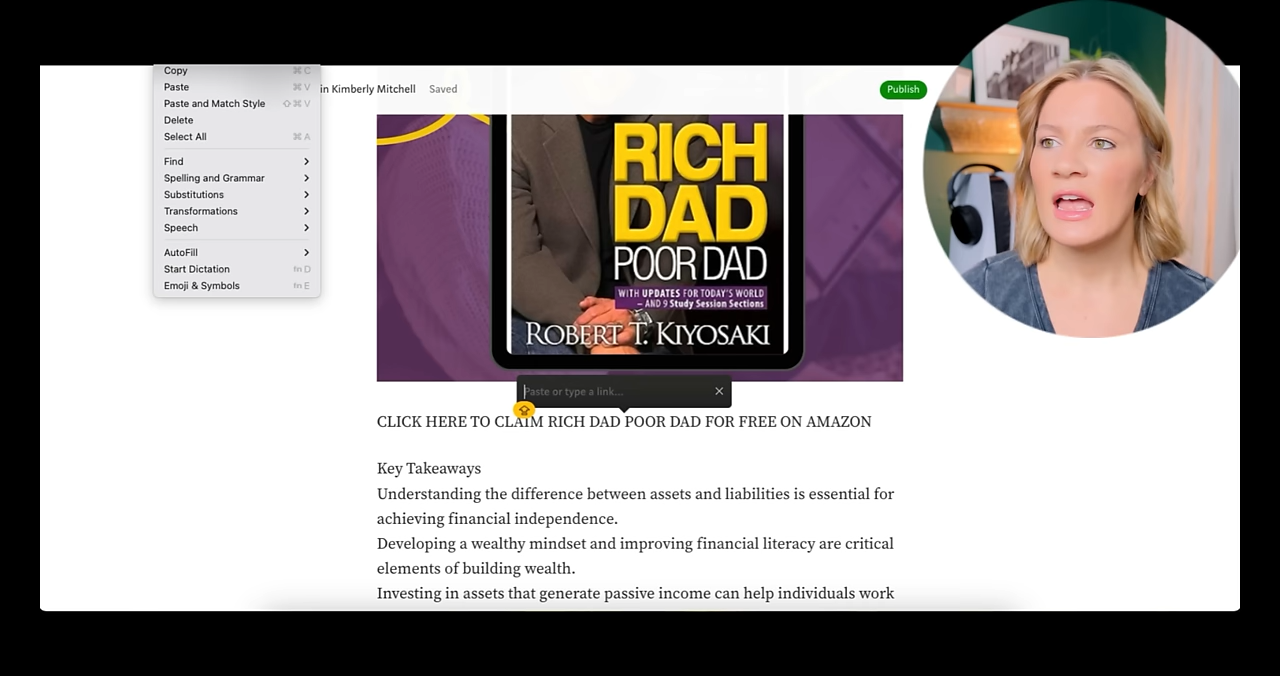 Copy ⌘ C
Paste ⌘ V
Paste and Match Style ⇧ ⌘ V
Delete
Select All ⌘ A
Find
Spelling and Grammar
Substitutions
Transformations
Speech
AutoFill
Start Dictation fn D
Emoji & Symbols fn E
in Kimberly Mitchell Saved
Publish
RICH
DAD
POOR DAD
WITH UPDATES FOR TODAY'S WORLD
– AND 9 Study Session Sections
ROBERT T. KIYOSAKI
Paste or type a link...
CLICK HERE TO CLAIM RICH DAD POOR DAD FOR FREE ON AMAZON
Key Takeaways
Understanding the difference between assets and liabilities is essential for
achieving financial independence.
Developing a wealthy mindset and improving financial literacy are critical
elements of building wealth.
Investing in assets that generate passive income can help individuals work